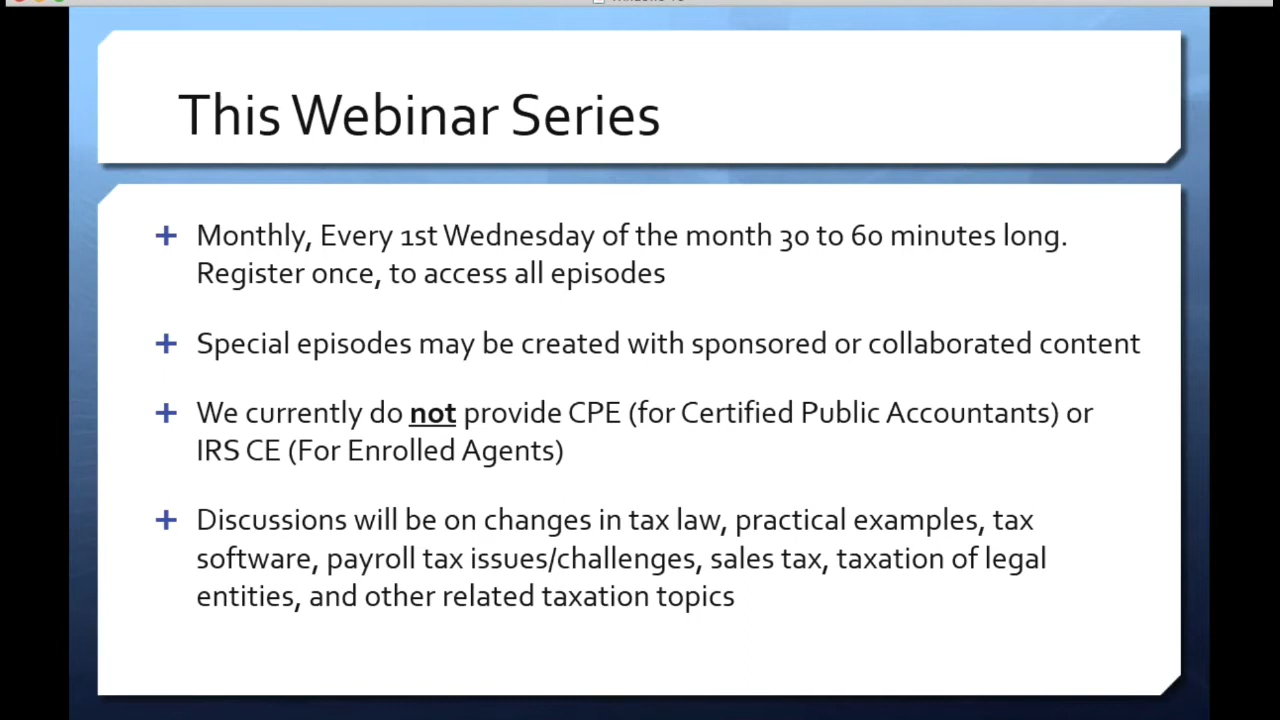 This Webinar Series
+ Monthly, Every 1st Wednesday of the month 30 to 60 minutes long.
Register once, to access all episodes
+ Special episodes may be created with sponsored or collaborated content
+ We currently do not provide CPE (for Certified Public Accountants) or
IRS CE (For Enrolled Agents)
+ Discussions will be on changes in tax law, practical examples, tax
software, payroll tax issues/challenges, sales tax, taxation of legal
entities, and other related taxation topics